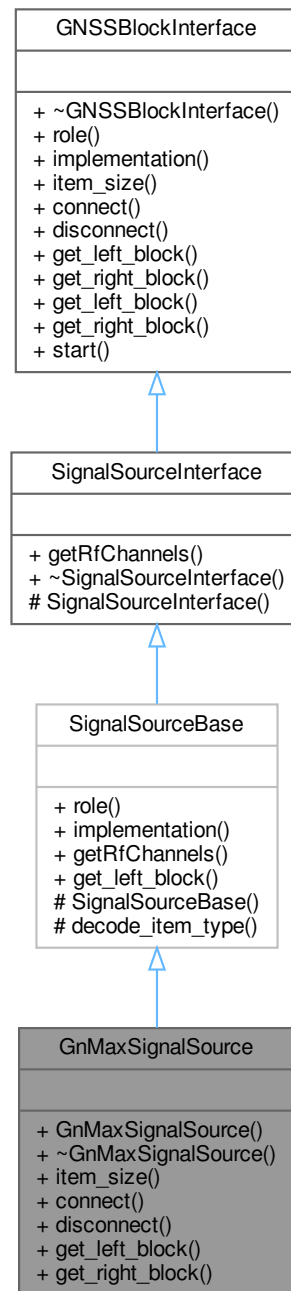 GNSSBlockInterface
+ ~GNSSBlockInterface()
+ role()
+ implementation()
+ item_size()
+ connect()
+ disconnect()
+ get_left_block()
+ get_right_block()
+ get_left_block()
+ get_right_block()
+ start()
SignalSourceInterface
+ getRfChannels()
+ ~SignalSourceInterface()
# SignalSourceInterface()
SignalSourceBase
+ role()
+ implementation()
+ getRfChannels()
+ get_left_block()
# SignalSourceBase()
# decode_item_type()
GnMaxSignalSource
+ GnMaxSignalSource()
+ ~GnMaxSignalSource()
+ item_size()
+ connect()
+ disconnect()
+ get_left_block()
+ get_right_block()